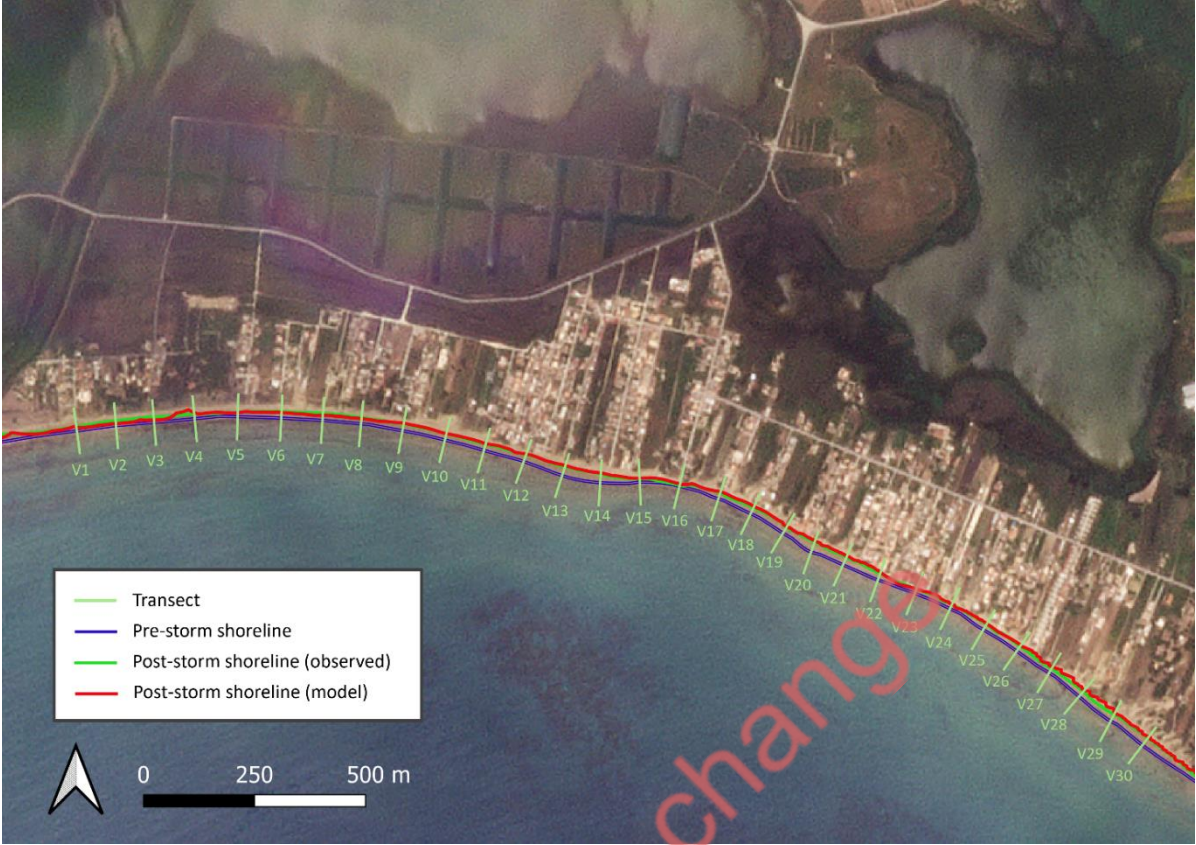 V1
V2
V3
V4
V5
V6
V7
V8
V9
V10
V11
V12
V13
V14
V15
V16
V17
V18
V19
V20
V21
V22
V23
V24
V25
V26
V27
V28
V29
V30
Transect
Pre-storm shoreline
Post-storm shoreline (observed)
Post-storm shoreline (model)
0 250 500 m
change